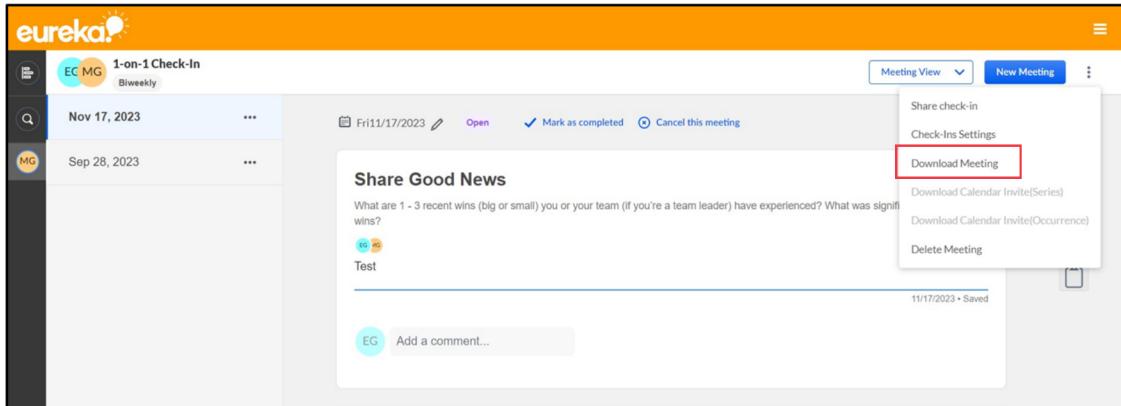 eureka!
EG MG
1-on-1 Check-In
Biweekly
Meeting View
New Meeting
Nov 17, 2023
Sep 28, 2023
MG
Fri11/17/2023
Open
Mark as completed
Cancel this meeting
Share Good News
What are 1 - 3 recent wins (big or small) you or your team (if you're a team leader) have experienced? What was
wins?
EG MG
Test
11/17/2023 • Saved
EG
Add a comment...
Share check-in
Check-Ins Settings
Download Meeting
Download Calendar Invite(Series)
Download Calendar Invite(Occurrence)
Delete Meeting